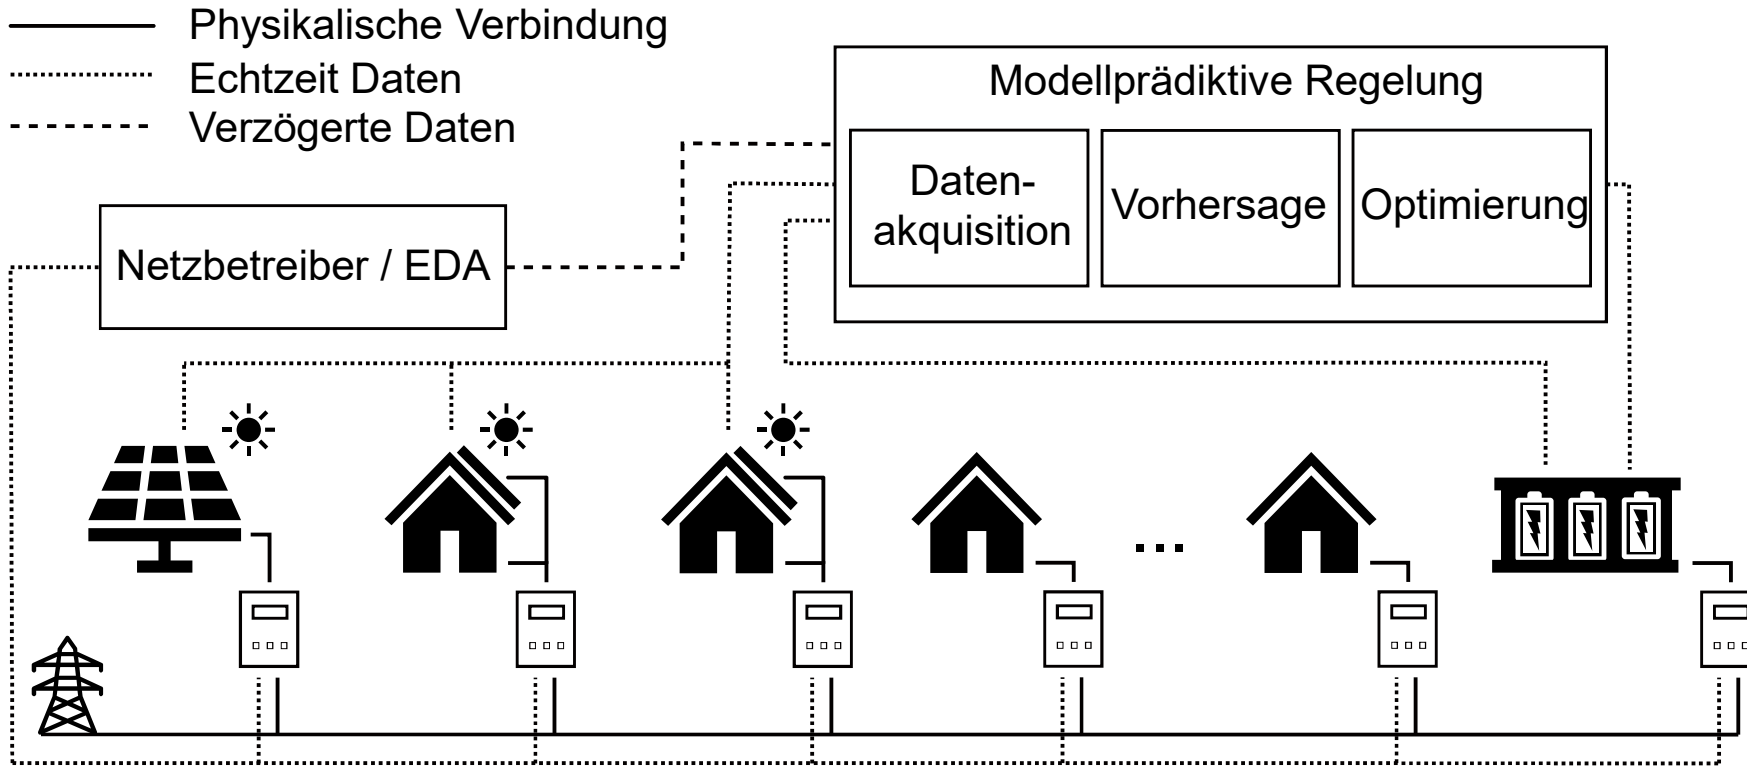 Physikalische Verbindung
Echtzeit Daten
Verzögerte Daten
Modellprädiktive Regelung
Daten-
akquisition
Vorhersage
Optimierung
Netzbetreiber / EDA
...